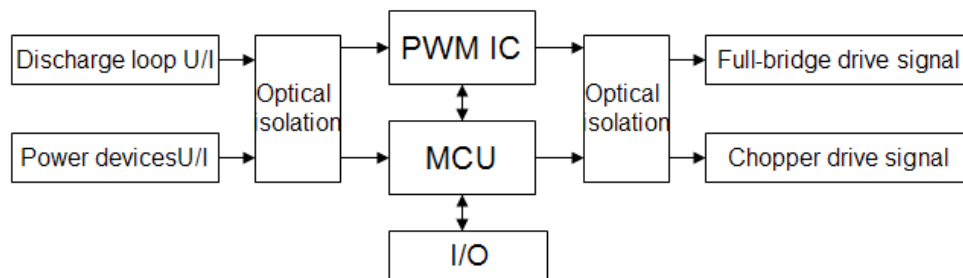 Discharge loop U/I
Power devicesU/I
Optical
isolation
PWM IC
MCU
I/O
Optical
isolation
Full-bridge drive signal
Chopper drive signal